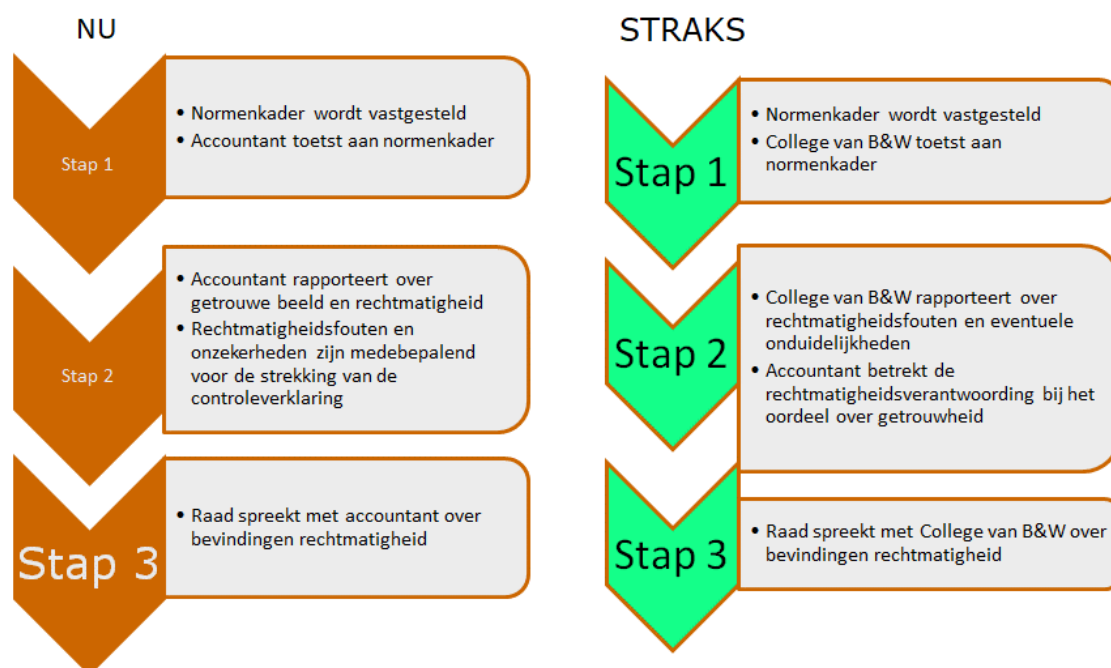 NU
Stap 1
• Normenkader wordt vastgesteld
• Accountant toetst aan normenkader
Stap 2
• Accountant rapporteert over
getrouwe beeld en rechtmatigheid
• Rechtmatigheidsfouten en
onzekerheden zijn medebepalend
voor de strekking van de
controleverklaring
Stap 3
• Raad spreekt met accountant over
bevindingen rechtmatigheid
STRAKS
Stap 1
• Normenkader wordt vastgesteld
• College van B&W toetst aan
normenkader
Stap 2
• College van B&W rapporteert over
rechtmatigheidsfouten en eventuele
onduidelijkheden
• Accountant betrekt de
rechtmatigheidsverantwoording bij het
oordeel over getrouwheid
Stap 3
• Raad spreekt met College van B&W over
bevindingen rechtmatigheid